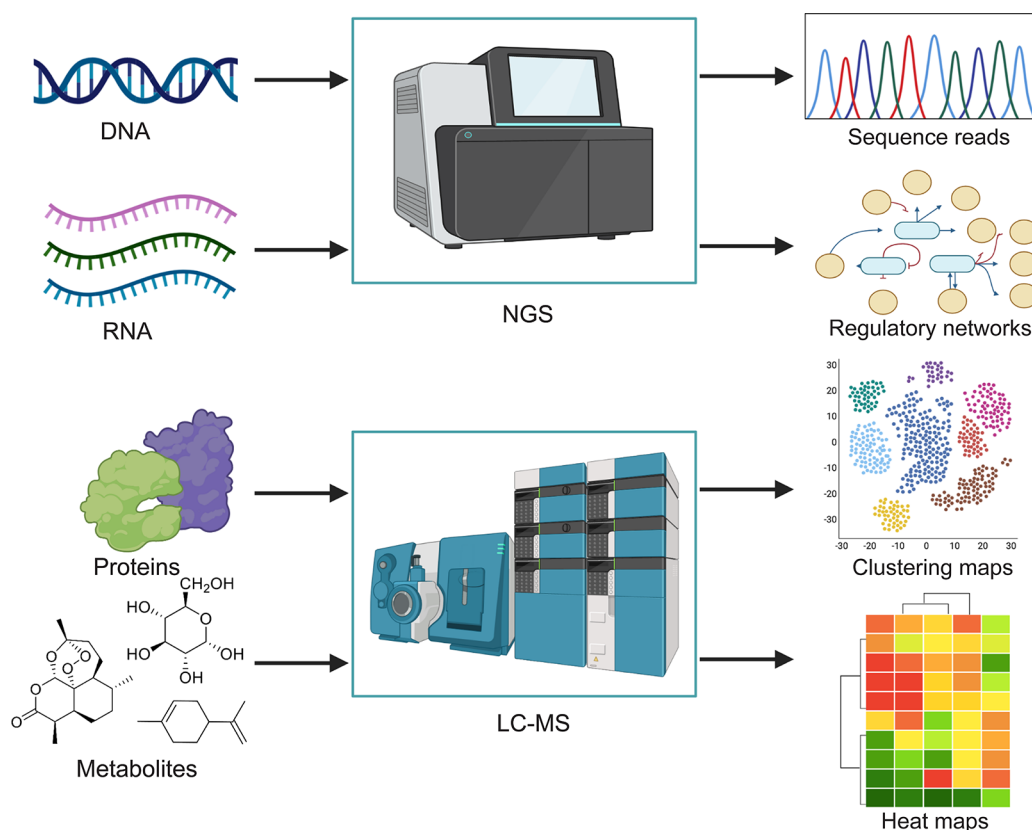 DNA
RNA
NGS
Sequence reads
Regulatory networks
Proteins
CH₂OH
HO
O
HO
OH
OH
O
O
O
O
O
O
H
H
H
Metabolites
LC-MS
30
20
10
0
-10
-20
-30
-30 -20 -10 0 10 20 30
Clustering maps
Heat maps